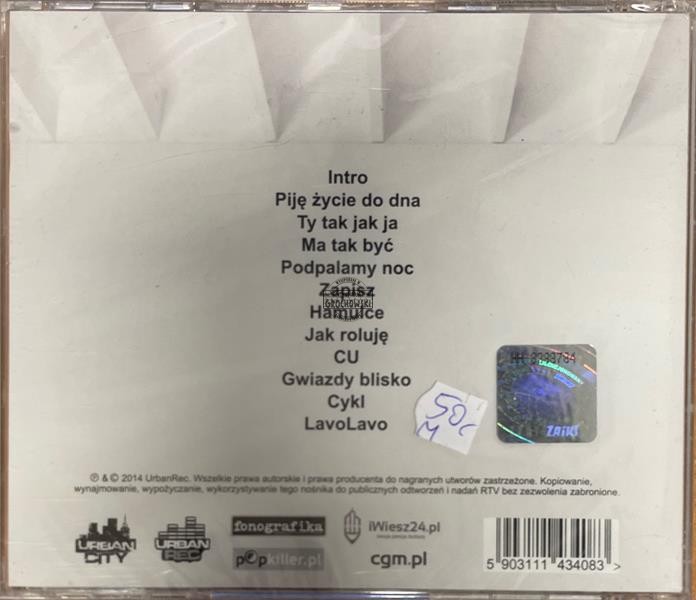 Intro
Piję życie do dna
Ty tak jak ja
Ma tak być
Podpalamy noc
Zapisz
GROCHOWSKI
Hamulce
Jak roluję
CU
Gwiazdy blisko
Cykl
LavoLavo
50
M
ZAiKS
℗ & © 2014 UrbanRec. Wszelkie prawa autorskie i prawa producenta do nagranych utworów zastrzeżone. Kopiowanie,
wynajmowanie, wypożyczanie, wykorzystywanie tego nośnika do publicznych odtworzeń i nadań RTV bez zezwolenia zabronione.
URBAN
CITY
URBAN
REC
fonografika
popkiller.pl
iWiesz24.pl
cgm.pl
5 903111 434083 >